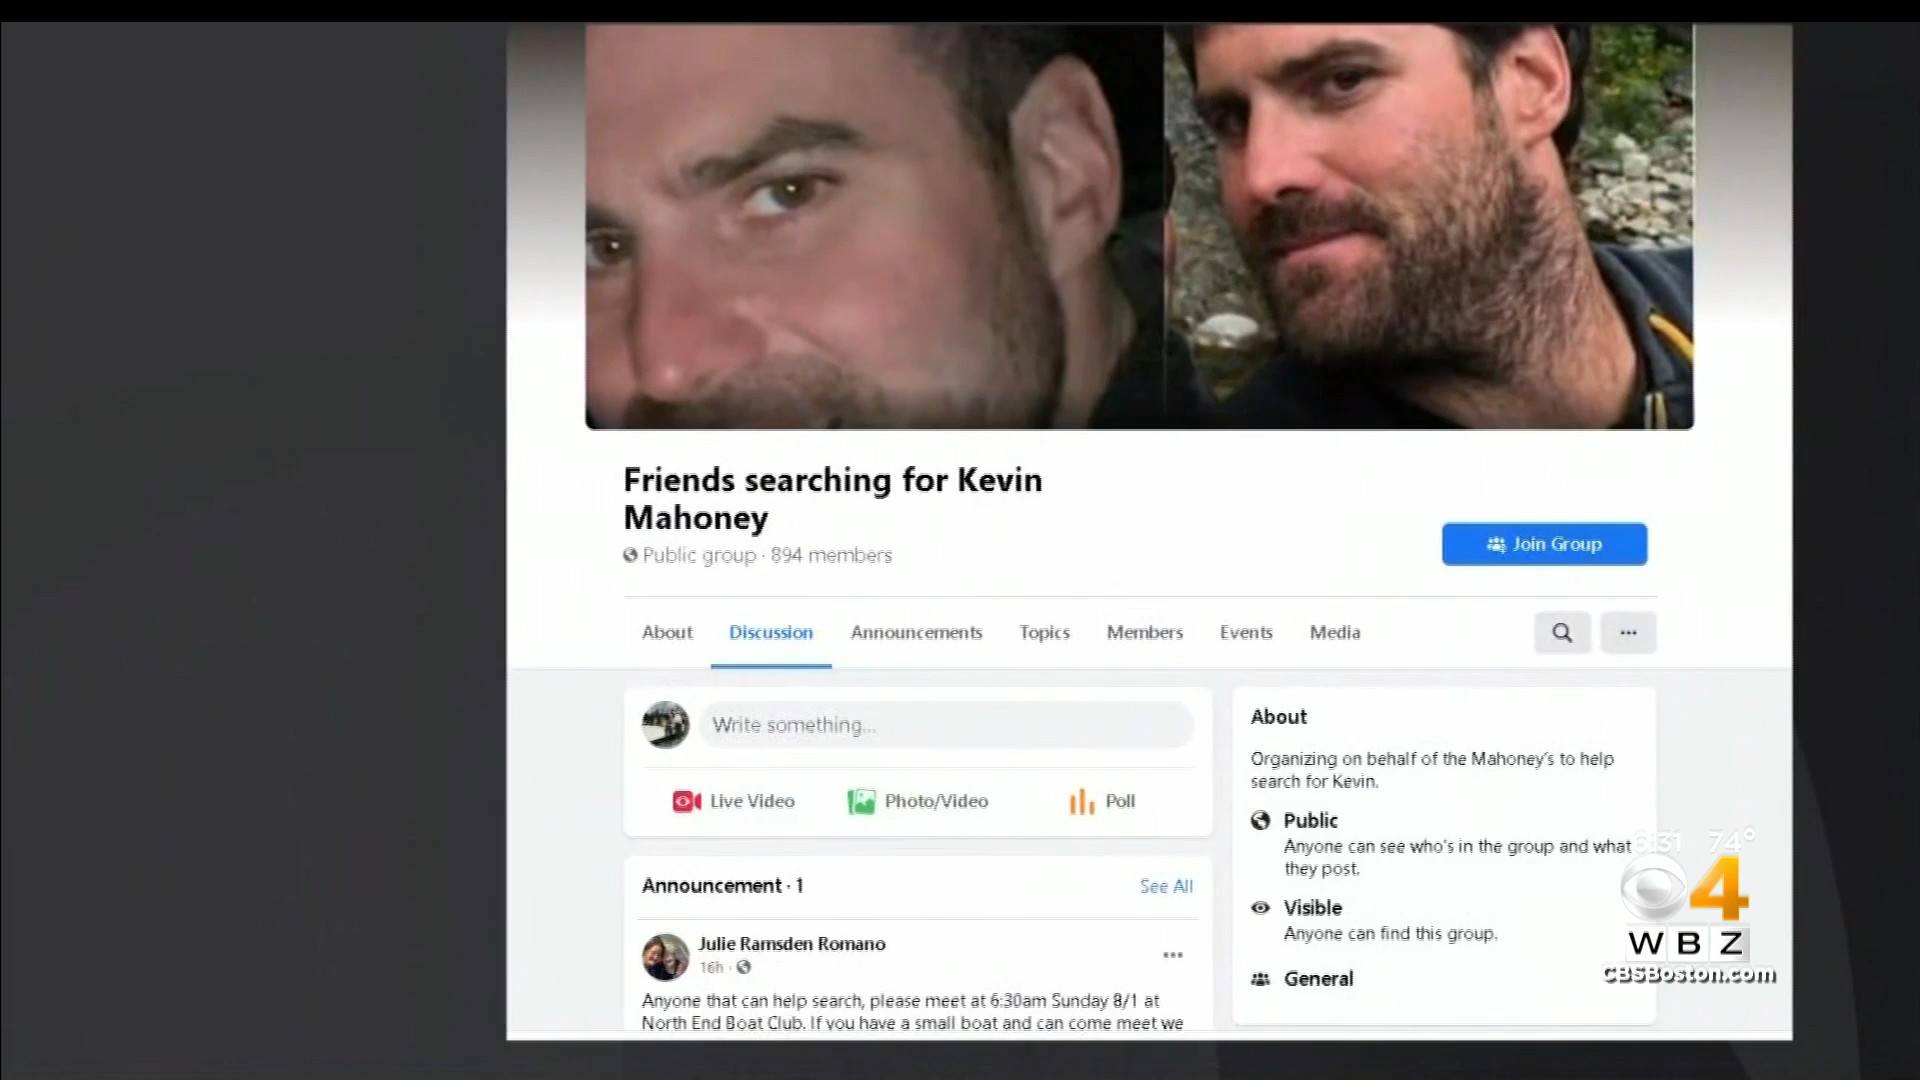 Friends searching for Kevin
Mahoney
Public group · 894 members
Join Group
About
Discussion
Announcements
Topics
Members
Events
Media
Write something...
Live Video
Photo/Video
Poll
Announcement · 1
See All
Julie Ramsden Romano
16h ·
Anyone that can help search, please meet at 6:30am Sunday 8/1 at
North End Boat Club. If you have a small boat and can come meet we
About
Organizing on behalf of the Mahoney's to help
search for Kevin.
Public
Anyone can see who's in the group and what
they post.
Visible
Anyone can find this group.
General
6:31 74°
4
WBZ
CBSBoston.com